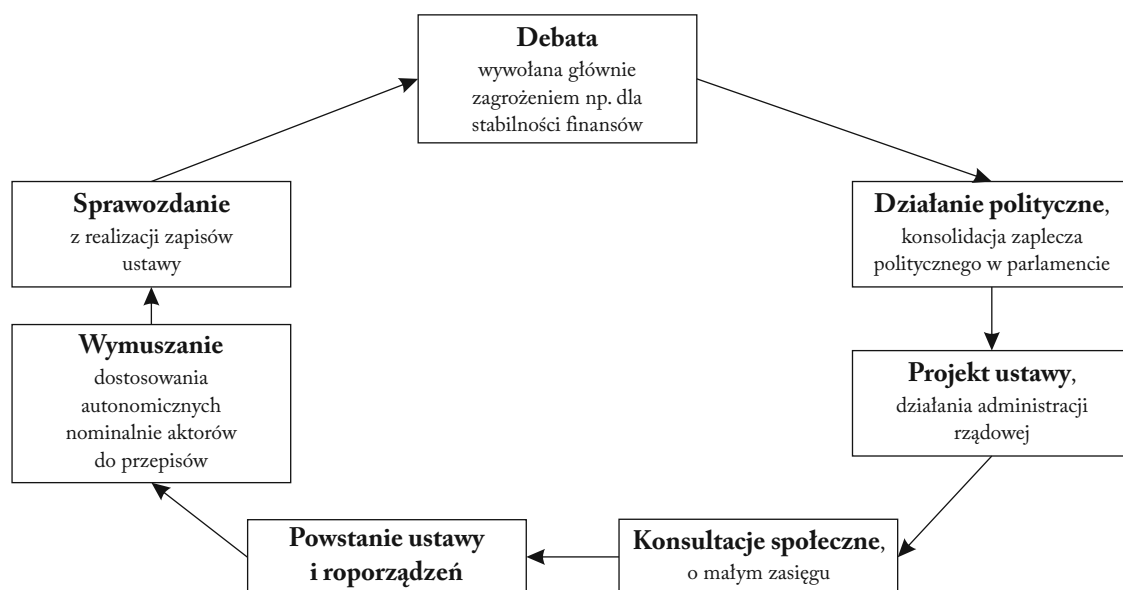 Debata
wywołana głównie
zagrożeniem np. dla
stabilności finansów
Działanie polityczne,
konsolidacja zaplecza
politycznego w parlamencie
Projekt ustawy,
działania administracji
rządowej
Konsultacje społeczne,
o małym zasięgu
Powstanie ustawy
i roporządzeń
Wymuszanie
dostosowania
autonomicznych
nominalnie aktorów
do przepisów
Sprawozdanie
z realizacji zapisów
ustawy